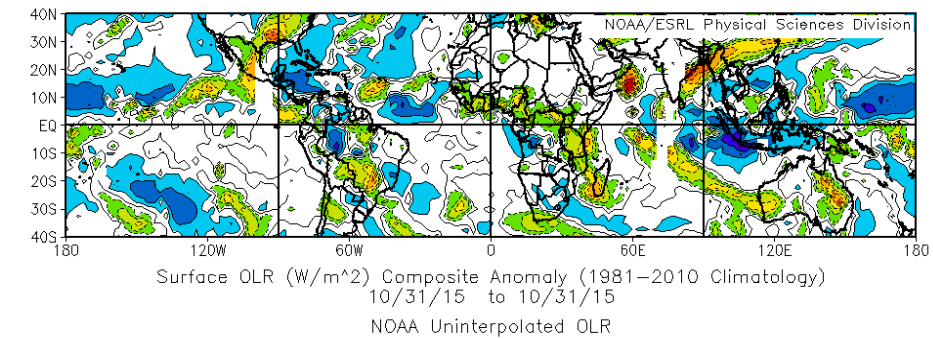 NOAA/ESRL Physical Sciences Division
40N
30N
20N
10N
EQ
10S
20S
30S
40S
180 120W 60W 0 60E 120E 180
Surface OLR (W/m^2) Composite Anomaly (1981-2010 Climatology)
10/31/15 to 10/31/15
NOAA Uninterpolated OLR